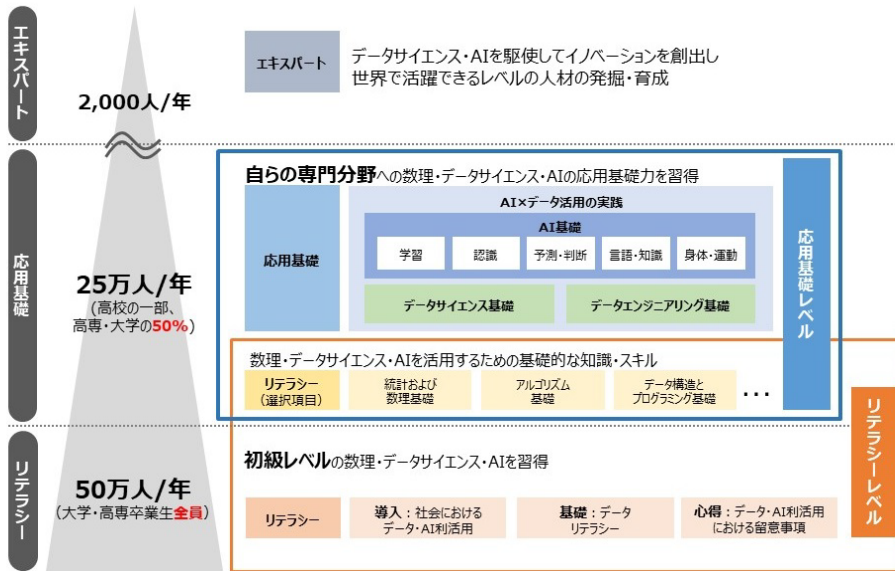 エキスパート
2,000人/年
エキスパート
データサイエンス・AIを駆使してイノベーションを創出し
世界で活躍できるレベルの人材の発掘・育成
応用基礎
25万人/年
(高校の一部、
高専・大学の50%)
自らの専門分野への数理・データサイエンス・AIの応用基礎力を習得
応用基礎
AI×データ活用の実践
AI基礎
学習
認識
予測・判断
言語・知識
身体・運動
データサイエンス基礎
データエンジニアリング基礎
応用基礎レベル
数理・データサイエンス・AIを活用するための基礎的な知識・スキル
リテラシー
(選択項目)
統計および
数理基礎
アルゴリズム
基礎
データ構造と
プログラミング基礎
・・・
リテラシーレベル
リテラシー
50万人/年
(大学・高専卒業生全員)
初級レベルの数理・データサイエンス・AIを習得
リテラシー
導入：社会における
データ・AI利活用
基礎：データ
リテラシー
心得：データ・AI利活用
における留意事項